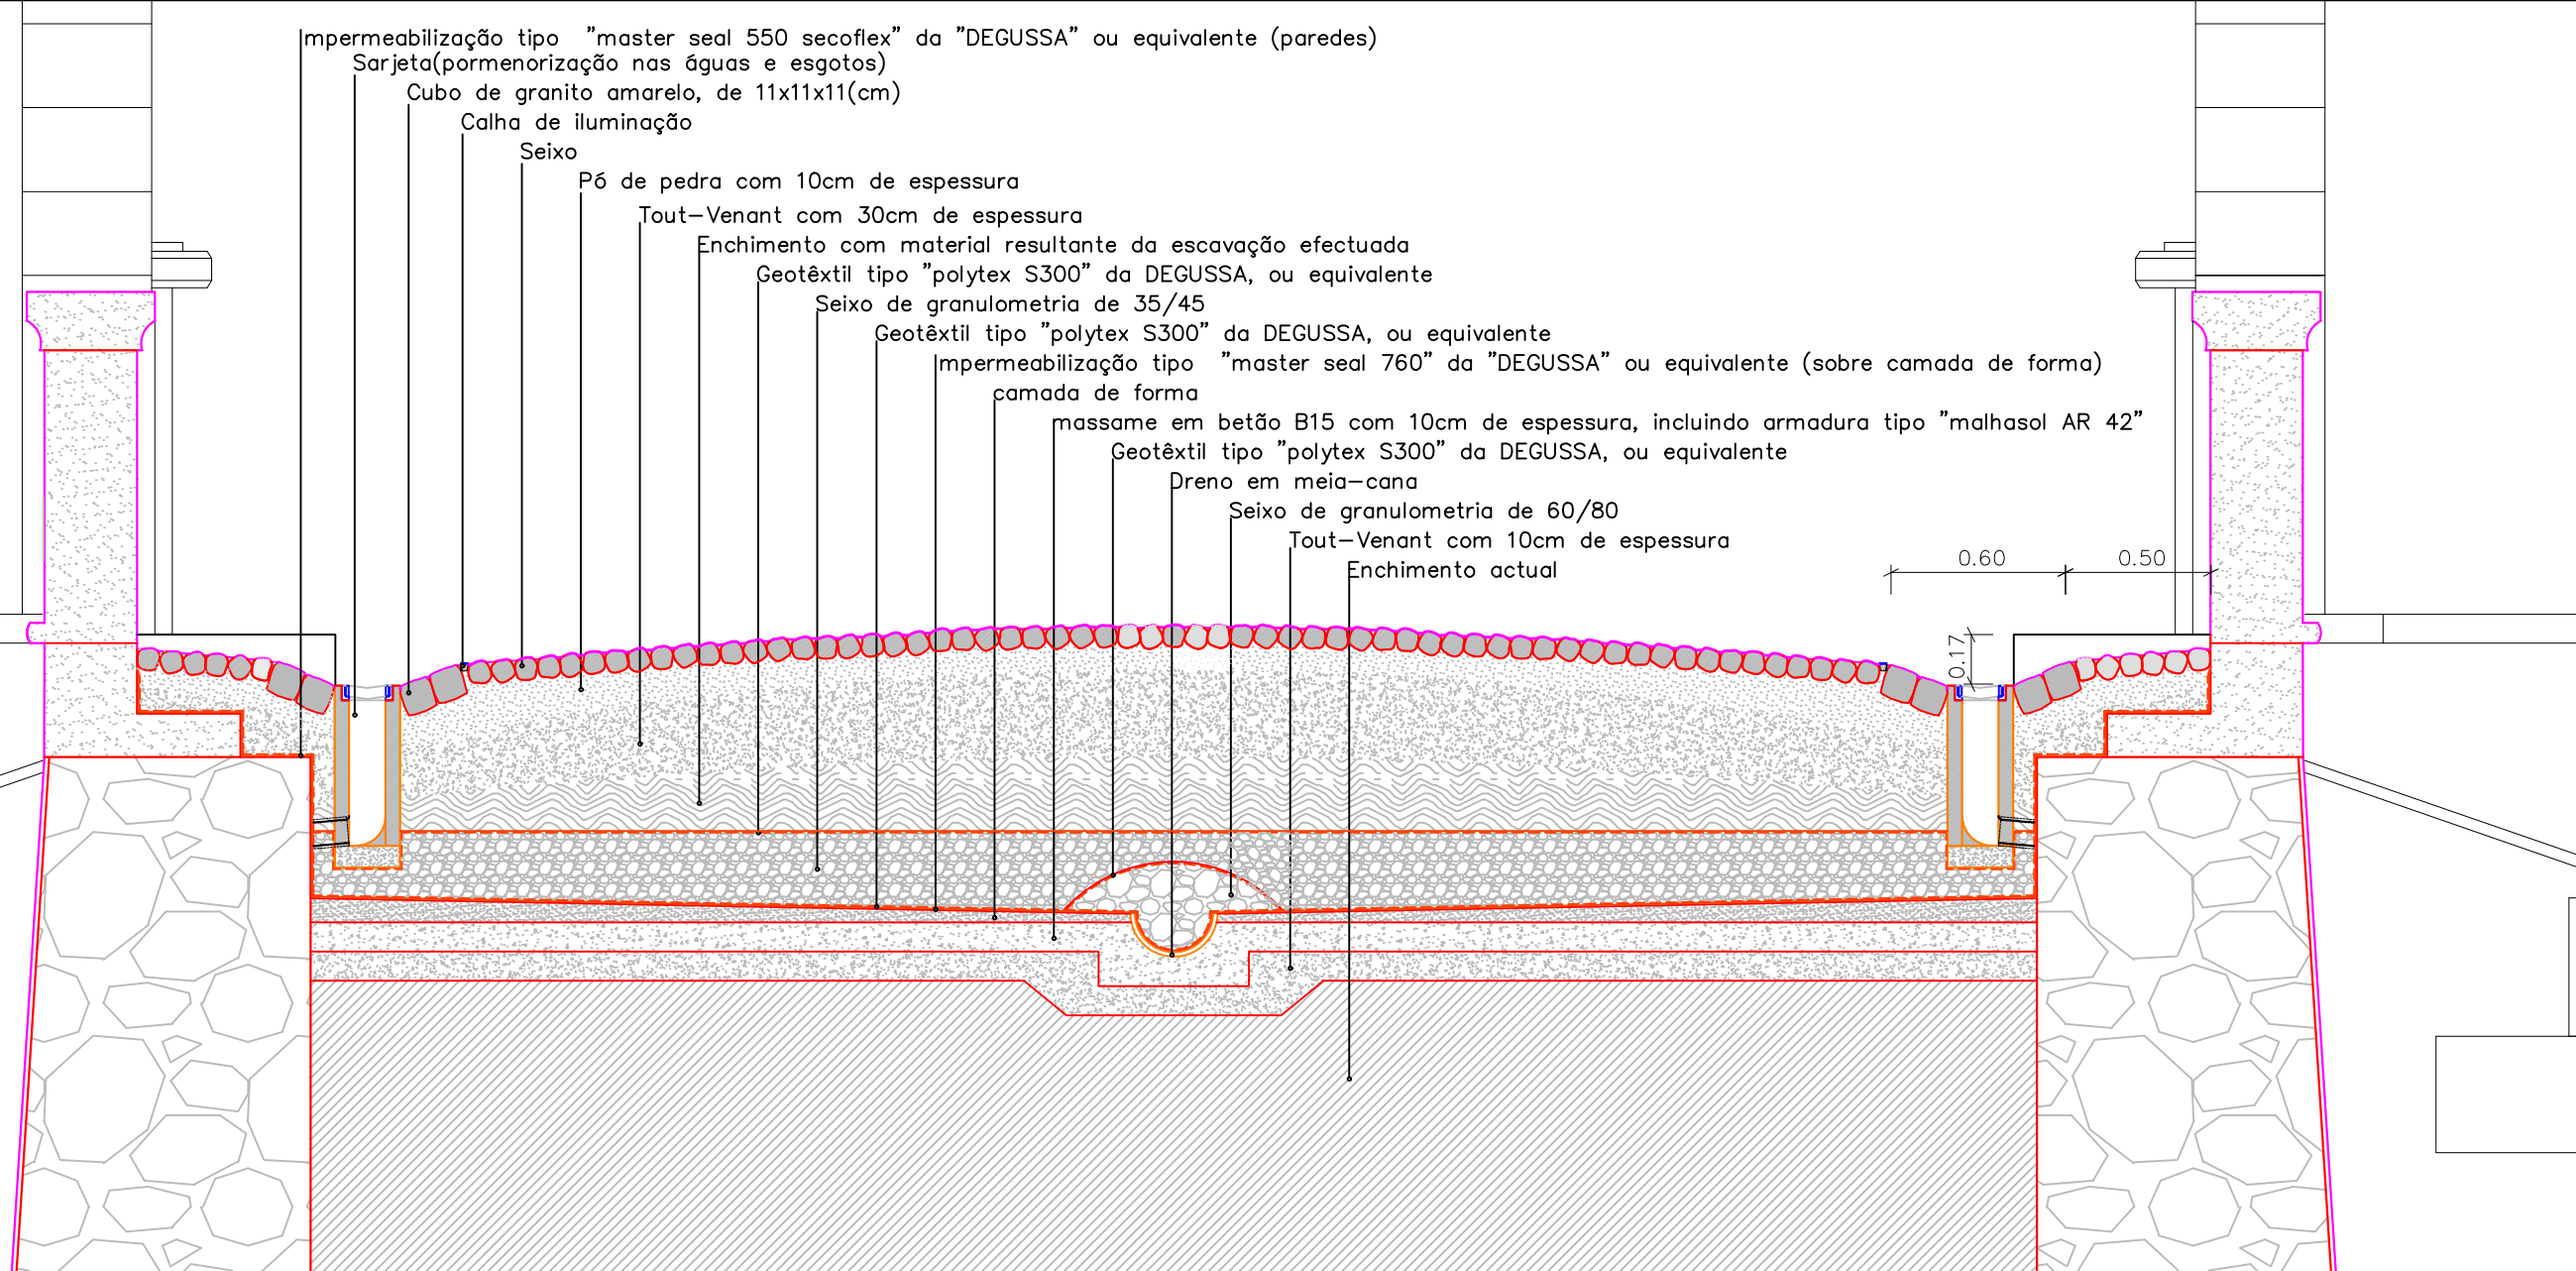 mpermeabilização tipo "master seal 550 secoflex" da "DEGUSSA" ou equivalente (paredes)
Sarjeta(pormenorização nas águas e esgotos)
Cubo de granito amarelo, de 11x11x11(cm)
Calha de iluminação
Seixo
Pó de pedra com 10cm de espessura
Tout-Venant com 30cm de espessura
Enchimento com material resultante da escavação efectuada
Geotêxtil tipo "polytex S300" da DEGUSSA, ou equivalente
Seixo de granulometria de 35/45
Geotêxtil tipo "polytex S300" da DEGUSSA, ou equivalente
mpermeabilização tipo "master seal 760" da "DEGUSSA" ou equivalente (sobre camada de forma)
camada de forma
massame em betão B15 com 10cm de espessura, incluindo armadura tipo "malhasol AR 42"
Geotêxtil tipo "polytex S300" da DEGUSSA, ou equivalente
Dreno em meia-cana
Seixo de granulometria de 60/80
Tout-Venant com 10cm de espessura
Enchimento actual
0.60
0.50
0.17